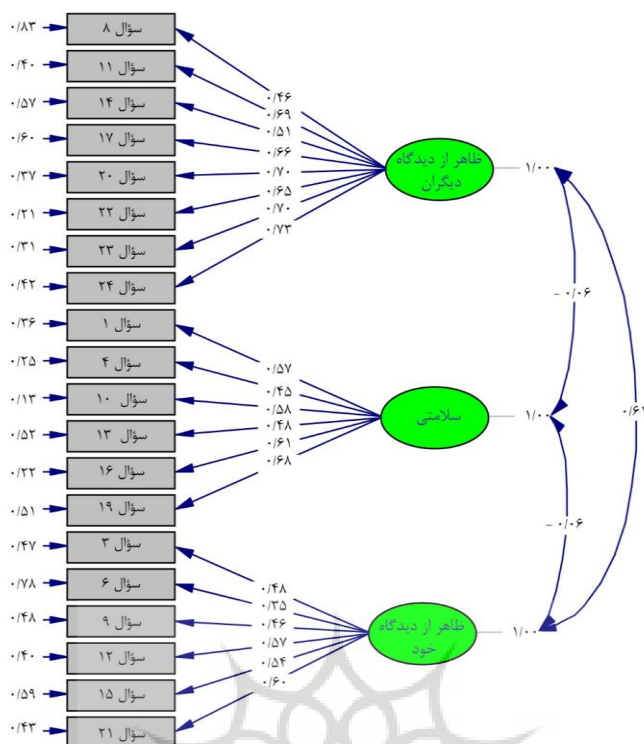 ۰/۸۳ سؤال ۸
۰/۴۰ سؤال ۱۱
۰/۵۷ سؤال ۱۴
۰/۶۰ سؤال ۱۷
۰/۳۷ سؤال ۲۰
۰/۲۱ سؤال ۲۲
۰/۳۱ سؤال ۲۳
۰/۴۲ سؤال ۲۴
۰/۳۶ سؤال ۱
۰/۲۵ سؤال ۴
۰/۱۳ سؤال ۱۰
۰/۵۲ سؤال ۱۳
۰/۲۲ سؤال ۱۶
۰/۵۱ سؤال ۱۹
۰/۴۷ سؤال ۳
۰/۷۸ سؤال ۶
۰/۴۸ سؤال ۹
۰/۴۰ سؤال ۱۲
۰/۵۹ سؤال ۱۵
۰/۴۳ سؤال ۲۱
۰/۴۶
۰/۶۹
۰/۵۱
۰/۶۶
۰/۷۰
۰/۶۵
۰/۷۰
۰/۷۳
۰/۵۷
۰/۴۵
۰/۵۸
۰/۴۸
۰/۶۱
۰/۶۸
۰/۴۸
۰/۳۵
۰/۴۶
۰/۵۷
۰/۵۴
۰/۶۰
ظاهر از دیدگاه
دیگران
۱/۰۰
سلامتی
۱/۰۰
ظاهر از دیدگاه
خود
۱/۰۰
-۰/۰۶
-۰/۰۶